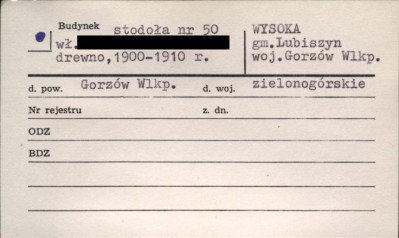 Budynek stodoła nr 50
wł.
drewno, 1900-1910 r.
WYSOKA
gm.Lubiszyn
woj.Gorzów Wlkp.
d. pow. Gorzów Wlkp. d. woj. zielonogórskie
Nr rejestru z. dn.
ODZ
BDZ